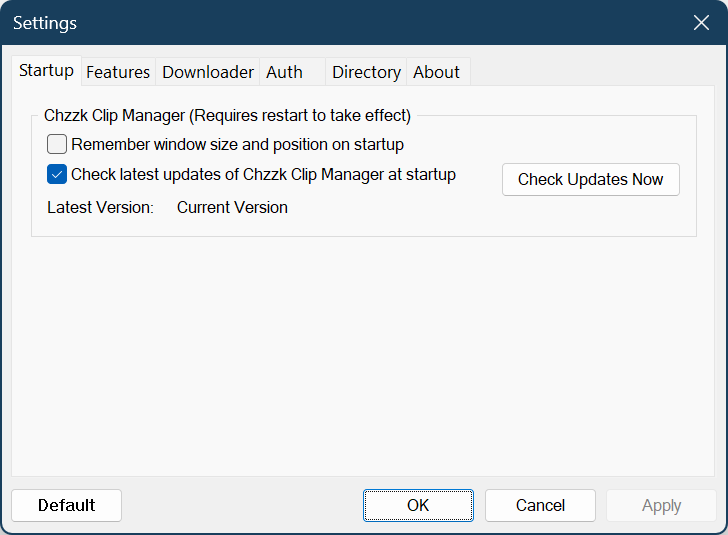 Settings
Startup Features Downloader Auth Directory About
Chzzk Clip Manager (Requires restart to take effect)
Remember window size and position on startup
Check latest updates of Chzzk Clip Manager at startup
Check Updates Now
Latest Version: Current Version
Default OK Cancel Apply